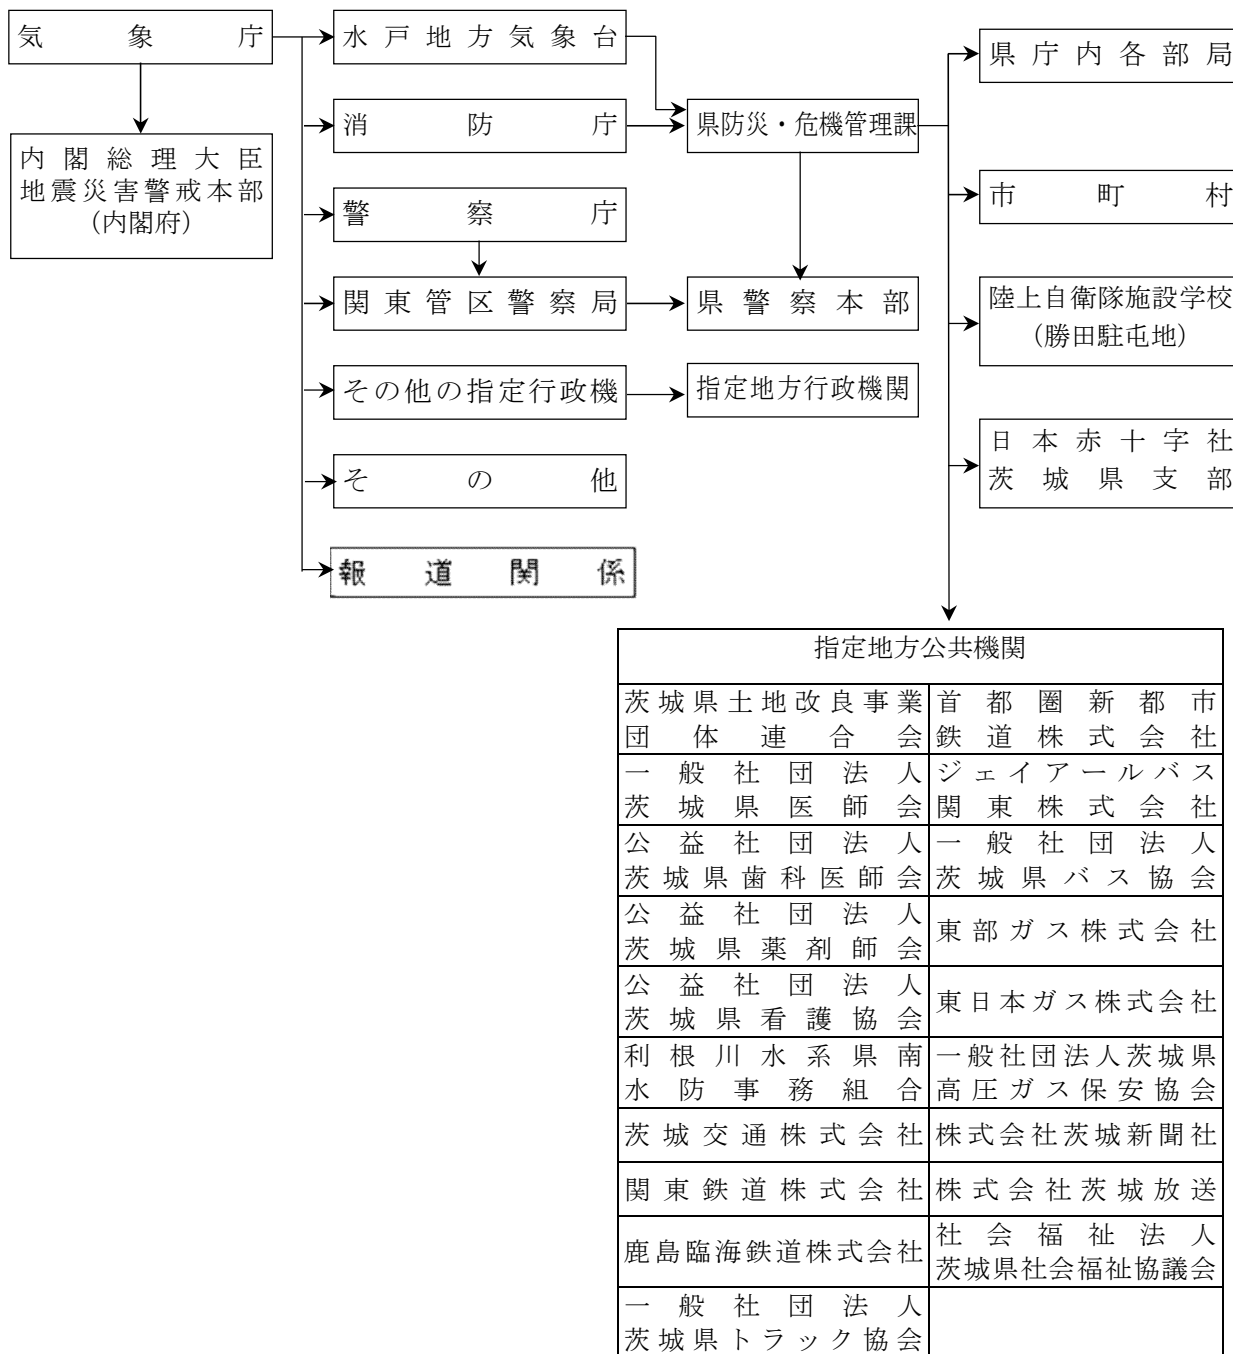 気象庁
内閣総理大臣
地震災害警戒本部
(内閣府)
水戸地方気象台
消防庁
警察庁
関東管区警察局
その他の指定行政機
その他
報道関係
県防災・危機管理課
県警察本部
指定地方行政機関
県庁内各部局
市町村
陸上自衛隊施設学校
(勝田駐屯地)
日本赤十字社
茨城県支部
指定地方公共機関
茨城県土地改良事業
団体連合会
首都圏新都市
鉄道株式会社
一般社団法人
茨城県医師会
ジェイアールバス
関東株式会社
公益社団法人
茨城県歯科医師会
一般社団法人
茨城県バス協会
公益社団法人
茨城県薬剤師会
東部ガス株式会社
公益社団法人
茨城県看護協会
東日本ガス株式会社
利根川水系県南
水防事務組合
一般社団法人茨城県
高圧ガス保安協会
茨城交通株式会社
株式会社茨城新聞社
関東鉄道株式会社
株式会社茨城放送
鹿島臨海鉄道株式会社
社会福祉法人
茨城県社会福祉協議会
一般社団法人
茨城県トラック協会